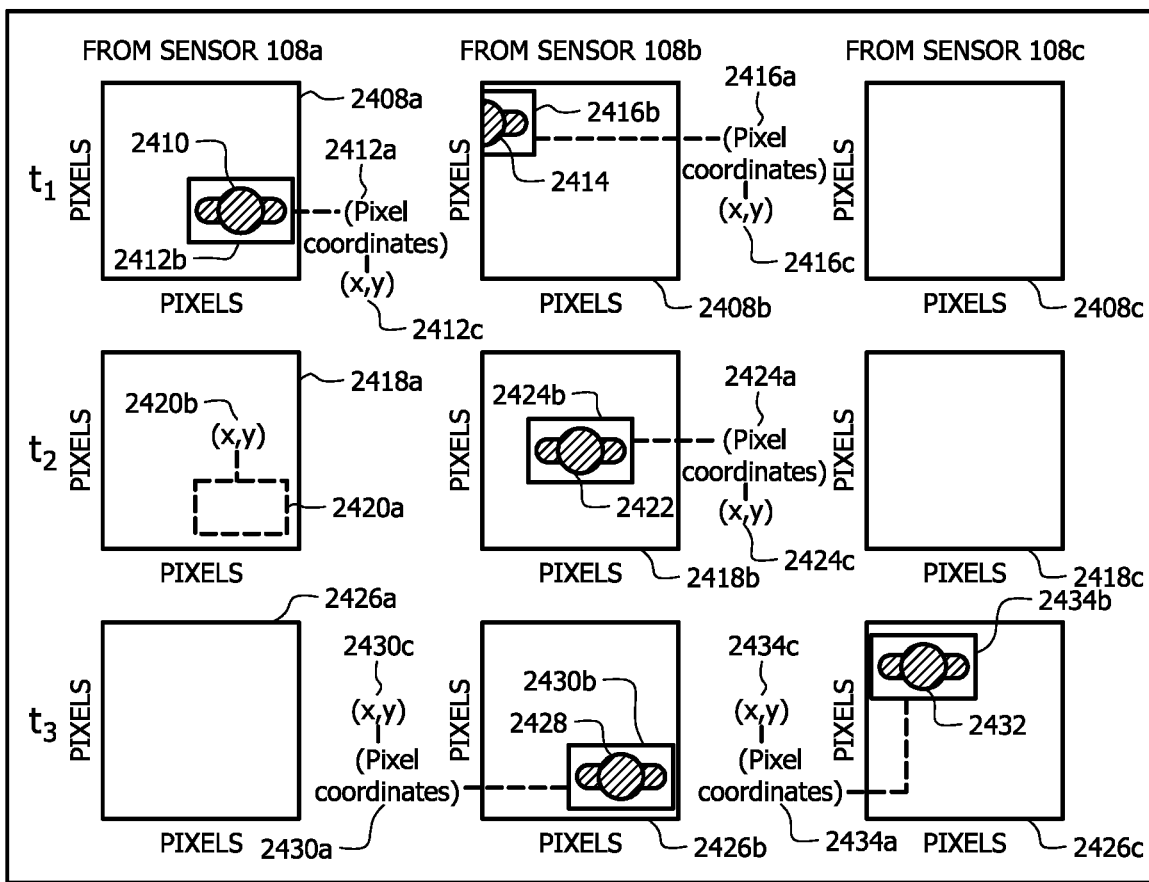 FROM SENSOR 108a
FROM SENSOR 108b
FROM SENSOR 108c
t1
PIXELS
2408a
2410
2412a
(Pixel
coordinates)
(x,y)
2412b
2412c
PIXELS
PIXELS
2416a
2416b
(Pixel
coordinates)
(x,y)
2414
2416c
PIXELS
2408b
PIXELS
2408c
t2
PIXELS
2418a
2420b
(x,y)
2420a
PIXELS
PIXELS
2424a
2424b
(Pixel
coordinates)
(x,y)
2422
2424c
PIXELS
2418b
PIXELS
2418c
t3
PIXELS
2426a
PIXELS
2430c
(x,y)
(Pixel
coordinates)
2430a
PIXELS
2430b
2428
PIXELS
2426b
2434c
(x,y)
(Pixel
coordinates)
2434a
PIXELS
2434b
2432
PIXELS
2426c